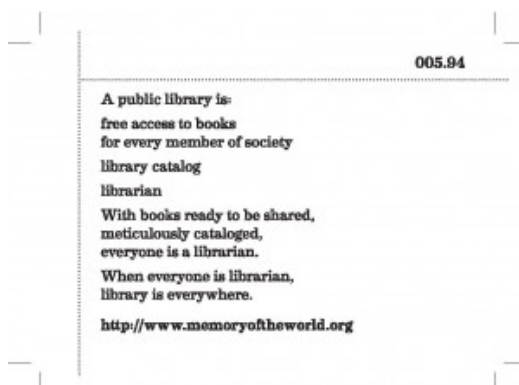 005.94
A public library is:
free access to books
for every member of society
library catalog
librarian
With books ready to be shared,
meticulously cataloged,
everyone is a librarian.
When everyone is librarian,
library is everywhere.
http://www.memoryoftheworld.org